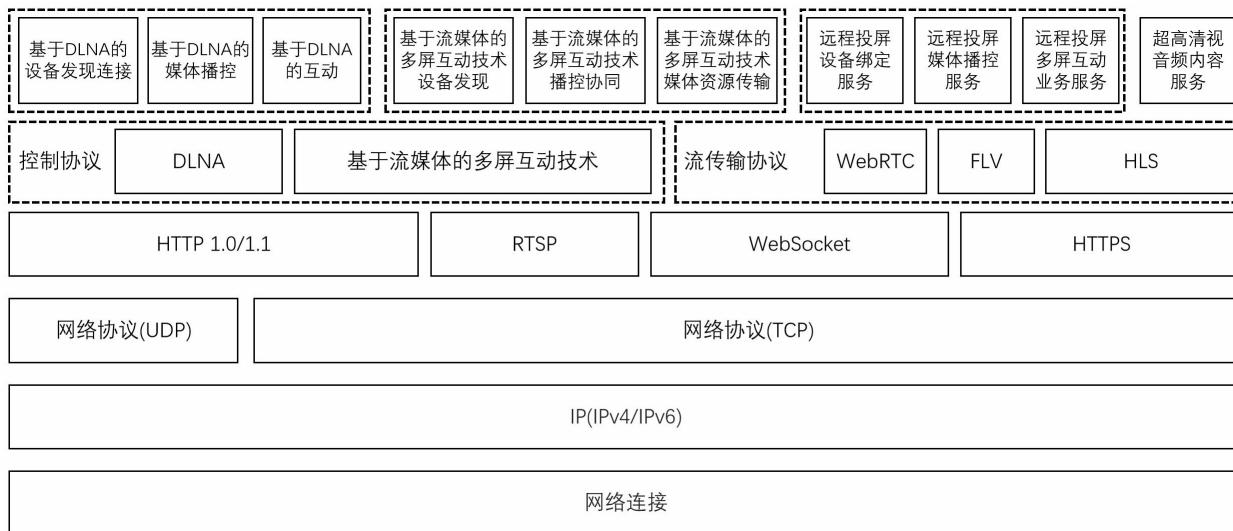 基于DLNA的
设备发现连接
基于DLNA的
媒体播控
基于DLNA
的互动
基于流媒体的
多屏互动技术
设备发现
基于流媒体的
多屏互动技术
播控协同
基于流媒体的
多屏互动技术
媒体资源传输
远程投屏
设备绑定
服务
远程投屏
媒体播控
服务
远程投屏
多屏互动
业务服务
超高清视
音频内容
服务
控制协议
DLNA
基于流媒体的多屏互动技术
流传输协议
WebRTC
FLV
HLS
HTTP 1.0/1.1
RTSP
WebSocket
HTTPS
网络协议(UDP)
网络协议(TCP)
IP(IPv4/IPv6)
网络连接